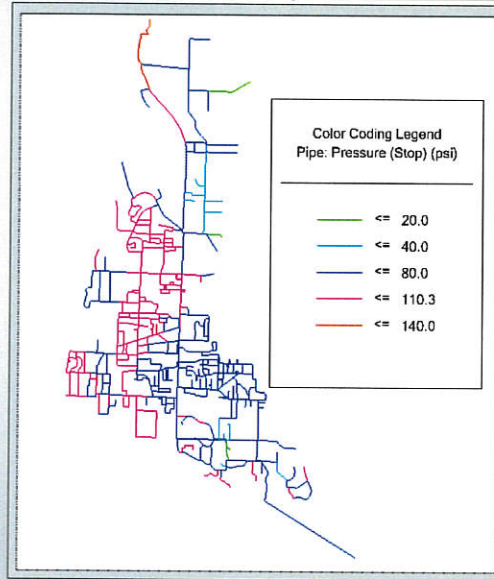 Color Coding Legend
Pipe: Pressure (Stop) (psi)
<= 20.0
<= 40.0
<= 80.0
<= 110.3
<= 140.0